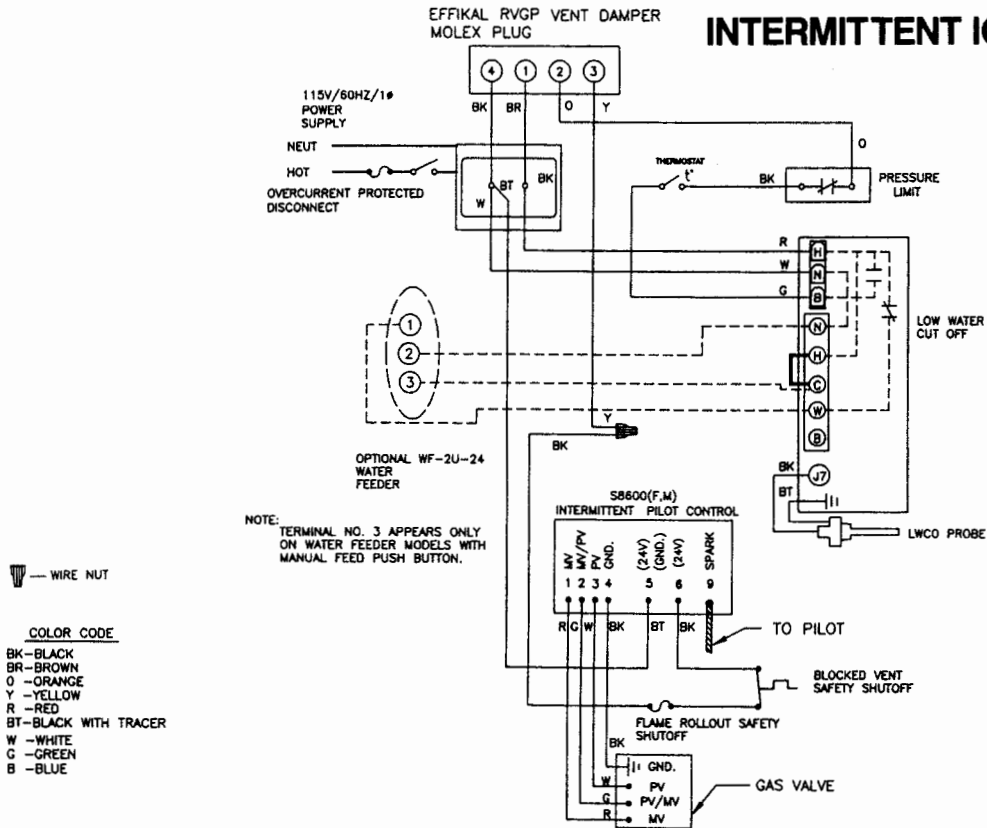 EFFIKAL RVGP VENT DAMPER
MOLEX PLUG
INTERMITTENT
4 1 2 3
BK BR O Y
115V/60HZ/1ø
POWER
SUPPLY
NEUT
HOT
OVERCURRENT PROTECTED
DISCONNECT
BT BK
W
O
THERMOSTAT
t°
BK
PRESSURE
LIMIT
R H
W N
G B
N
H
C
W
B
LOW WATER
CUT OFF
1
2
3
Y
BK
OPTIONAL WF-2U-24
WATER
FEEDER
BK J7
BT
LWCO PROBE
NOTE:
TERMINAL NO. 3 APPEARS ONLY
ON WATER FEEDER MODELS WITH
MANUAL FEED PUSH BUTTON.
S8600(F,M)
INTERMITTENT PILOT CONTROL
MV MV/PV PV GND. (24V) (GND.) (24V) SPARK
1 2 3 4 5 6 9
R G W BK BT BK
TO PILOT
BLOCKED VENT
SAFETY SHUTOFF
FLAME ROLLOUT SAFETY
SHUTOFF
BK
GND.
W PV
G PV/MV
R MV
GAS VALVE
— WIRE NUT
COLOR CODE
BK-BLACK
BR-BROWN
O -ORANGE
Y -YELLOW
R -RED
BT-BLACK WITH TRACER
W -WHITE
G -GREEN
B -BLUE